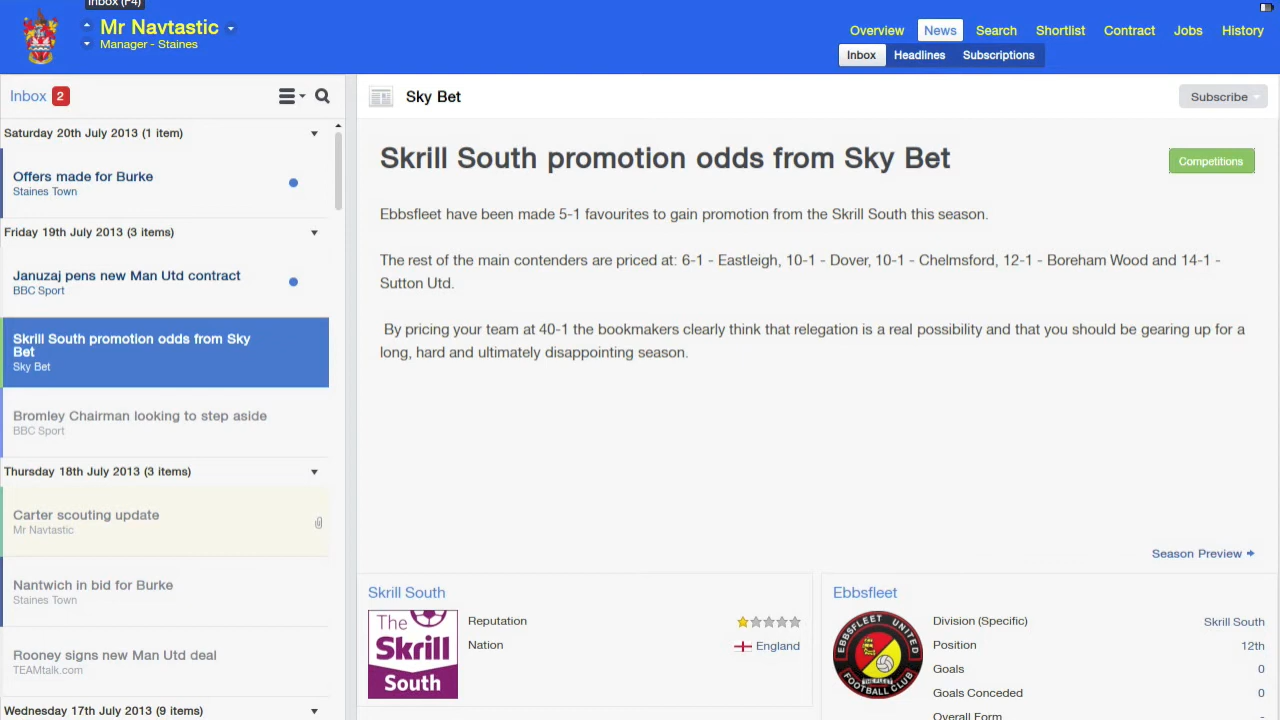 Inbox (F4)
Mr Navtastic
Manager - Staines
Overview
News
Search
Shortlist
Contract
Jobs
History
Inbox
Headlines
Subscriptions
Inbox 2
Saturday 20th July 2013 (1 item)
Offers made for Burke
Staines Town
Friday 19th July 2013 (3 items)
Januzaj pens new Man Utd contract
BBC Sport
Skrill South promotion odds from Sky
Bet
Sky Bet
Bromley Chairman looking to step aside
BBC Sport
Thursday 18th July 2013 (3 items)
Carter scouting update
Mr Navtastic
Nantwich in bid for Burke
Staines Town
Rooney signs new Man Utd deal
TEAMtalk.com
Wednesday 17th July 2013 (9 items)
Sky Bet
Subscribe
Skrill South promotion odds from Sky Bet
Competitions
Ebbsfleet have been made 5-1 favourites to gain promotion from the Skrill South this season.
The rest of the main contenders are priced at: 6-1 - Eastleigh, 10-1 - Dover, 10-1 - Chelmsford, 12-1 - Boreham Wood and 14-1 -
Sutton Utd.
By pricing your team at 40-1 the bookmakers clearly think that relegation is a real possibility and that you should be gearing up for a
long, hard and ultimately disappointing season.
Season Preview
Skrill South
The
Skrill
South
Reputation
Nation England
Ebbsfleet
EBBSFLEET UNITED
THE FLEET
FOOTBALL CLUB
Division (Specific) Skrill South
Position 12th
Goals 0
Goals Conceded 0
Overall Form -